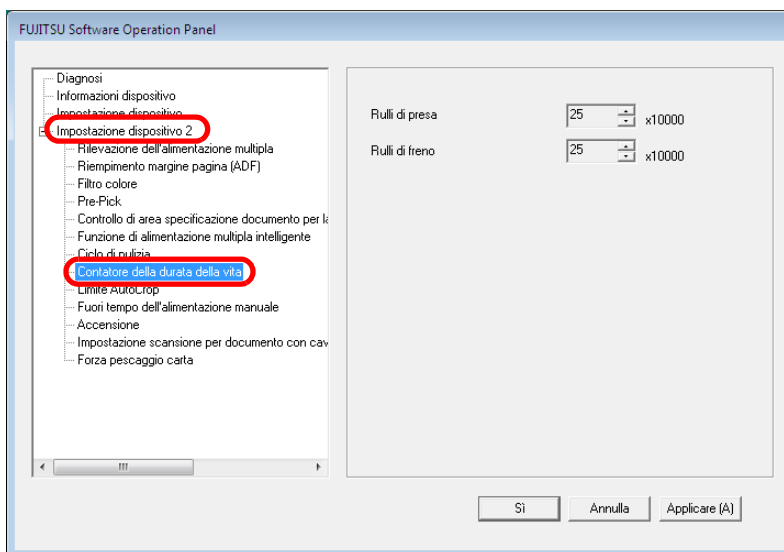 FUJITSU Software Operation Panel
Diagnosi
Informazioni dispositivo
Impostazione dispositivo
Impostazione dispositivo 2
Rilevazione dell'alimentazione multipla
Riempimento margine pagina (ADF)
Filtro colore
Pre-Pick
Controllo di area specificazione documento per la
Funzione di alimentazione multipla intelligente
Ciclo di pulizia
Contatore della durata della vita
Limite AutoCrop
Fuori tempo dell'alimentazione manuale
Accensione
Impostazione scansione per documento con cav
Forza pescaggio carta
Rulli di presa 25 x10000
Rulli di freno 25 x10000
Sì Annulla Applicare (A)